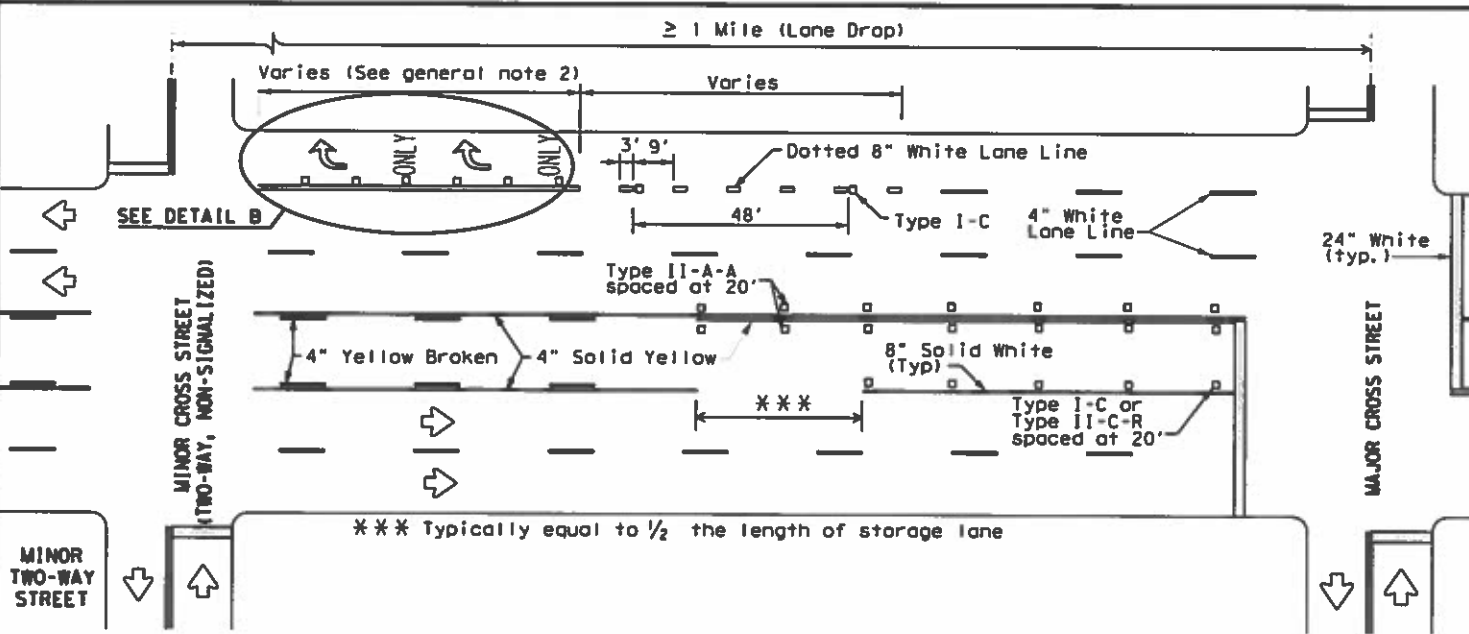 ≥ 1 Mile (Lane Drop)
Varies (See general note 2)
Varies
ONLY
ONLY
3'
9'
Dotted 8" White Lane Line
SEE DETAIL B
48'
Type I-C
4" White
Lane Line
24" White
(typ.)
Type II-A-A
spaced at 20'
4" Yellow Broken
4" Solid Yellow
8" Solid White
(Typ)
***
Type I-C or
Type II-C-R
spaced at 20'
MINOR CROSS STREET
(TWO-WAY, NON-SIGNALIZED)
MAJOR CROSS STREET
*** Typically equal to ½ the length of storage lane
MINOR
TWO-WAY
STREET